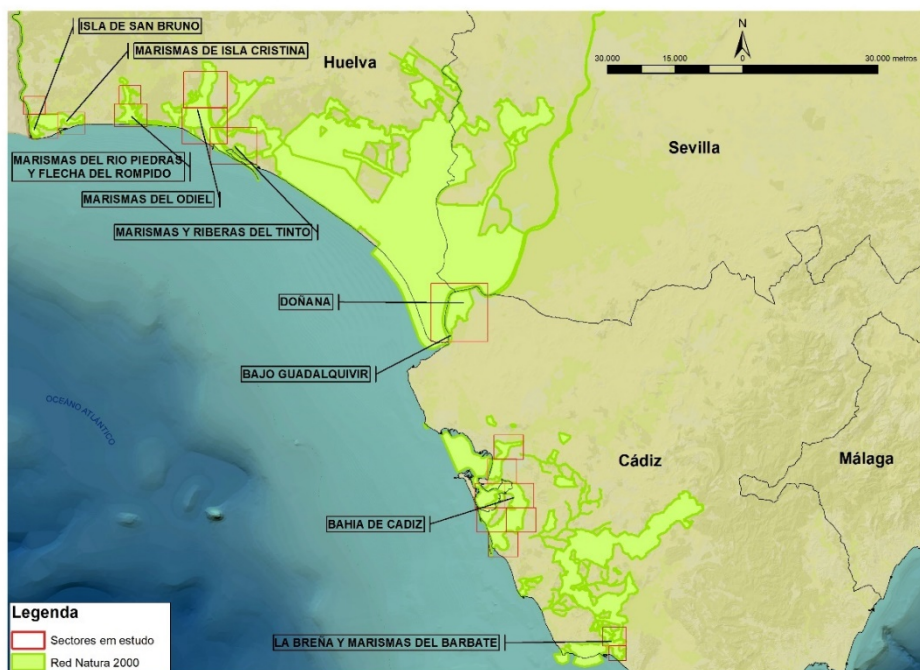 ISLA DE SAN BRUNO
MARISMAS DE ISLA CRISTINA
Huelva
N
30.000 15.000 0 30.000 metros
Sevilla
MARISMAS DEL RIO PIEDRAS
Y FLECHA DEL ROMPIDO
MARISMAS DEL ODIEL
MARISMAS Y RIBERAS DEL TINTO
DOÑANA
BAJO GUADALQUIVIR
OCEANO ATLÁNTICO
Cádiz
Málaga
BAHIA DE CADIZ
LA BREÑA Y MARISMAS DEL BARBATE
Legenda
Sectores em estudo
Red Natura 2000